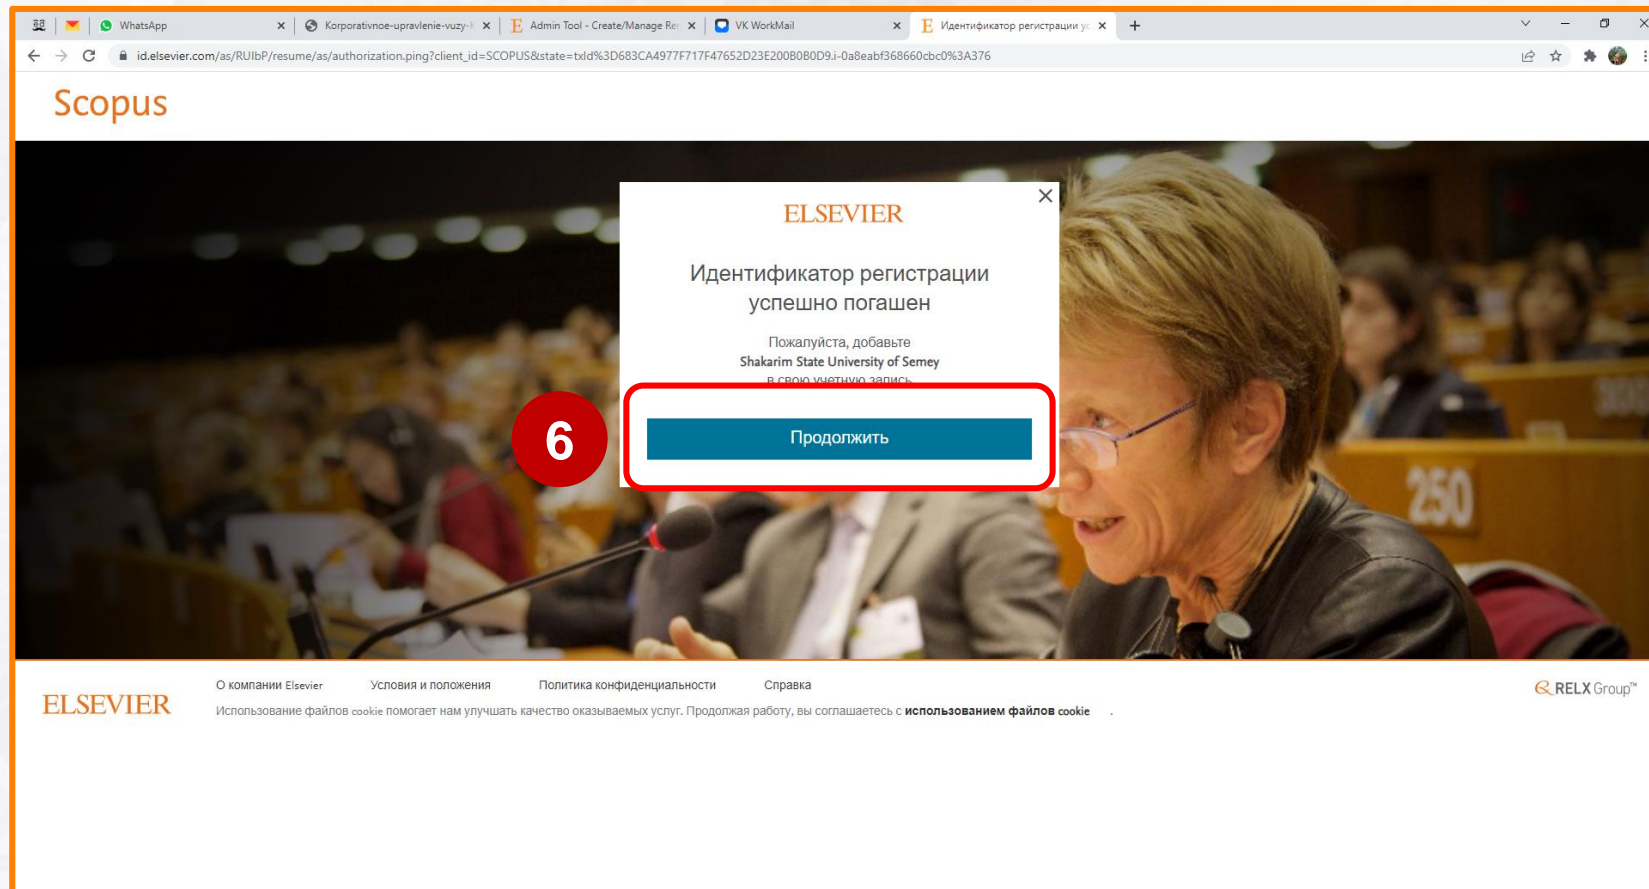 WhatsApp
Korporativnoe-upravlenie-vuzy-
Admin Tool - Create/Manage Re
VK WorkMail
Идентификатор регистрации ус
id.elsevier.com/as/RUIbP/resume/as/authorization.ping?client_id=SCOPUS&state=txId%3D683CA4977F717F47652D23E200B0B0D9.i-0a8eabf368660cbc0%3A376
Scopus
ELSEVIER
Идентификатор регистрации
успешно погашен
Пожалуйста, добавьте
Shakarim State University of Semey
в свою учетную запись
6
Продолжить
250
ELSEVIER
О компании Elsevier
Условия и положения
Политика конфиденциальности
Справка
Использование файлов cookie помогает нам улучшать качество оказываемых услуг. Продолжая работу, вы соглашаетесь с использованием файлов cookie .
RELX Group™